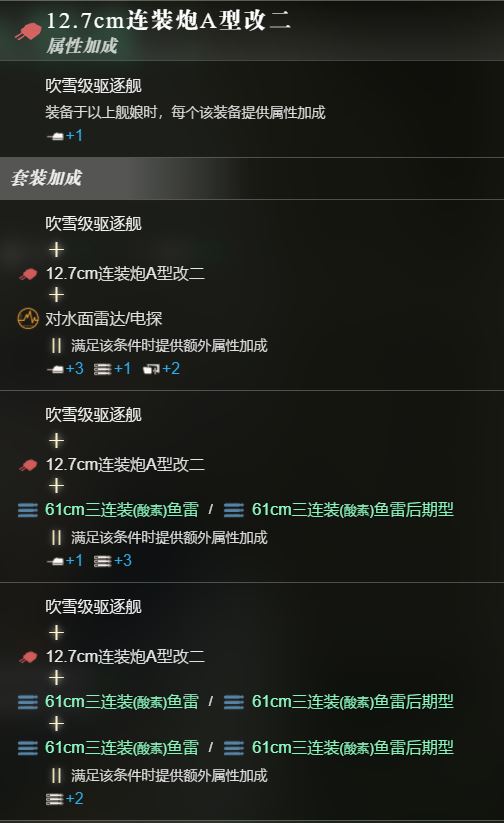 12.7cm连装炮A型改二
属性加成
吹雪级驱逐舰
装备于以上舰娘时，每个该装备提供属性加成
+1
套装加成
吹雪级驱逐舰
+
12.7cm连装炮A型改二
+
对水面雷达/电探
|| 满足该条件时提供额外属性加成
+3 +1 +2
吹雪级驱逐舰
+
12.7cm连装炮A型改二
+
61cm三连装(酸素)鱼雷 / 61cm三连装(酸素)鱼雷后期型
|| 满足该条件时提供额外属性加成
+1 +3
吹雪级驱逐舰
+
12.7cm连装炮A型改二
+
61cm三连装(酸素)鱼雷 / 61cm三连装(酸素)鱼雷后期型
+
61cm三连装(酸素)鱼雷 / 61cm三连装(酸素)鱼雷后期型
|| 满足该条件时提供额外属性加成
+2